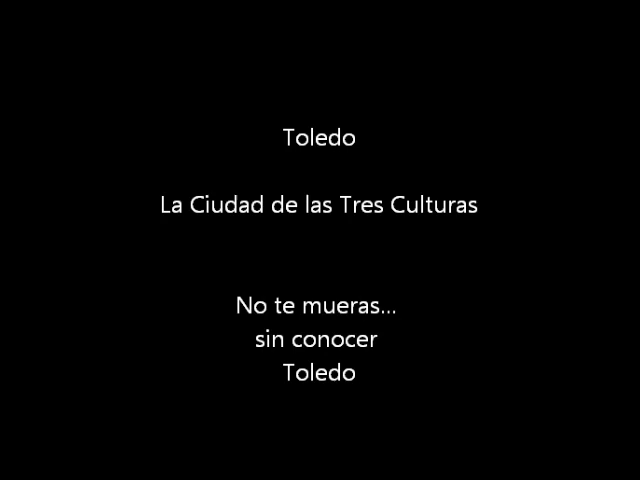 Toledo
La Ciudad de las Tres Culturas
No te mueras...
sin conocer
Toledo